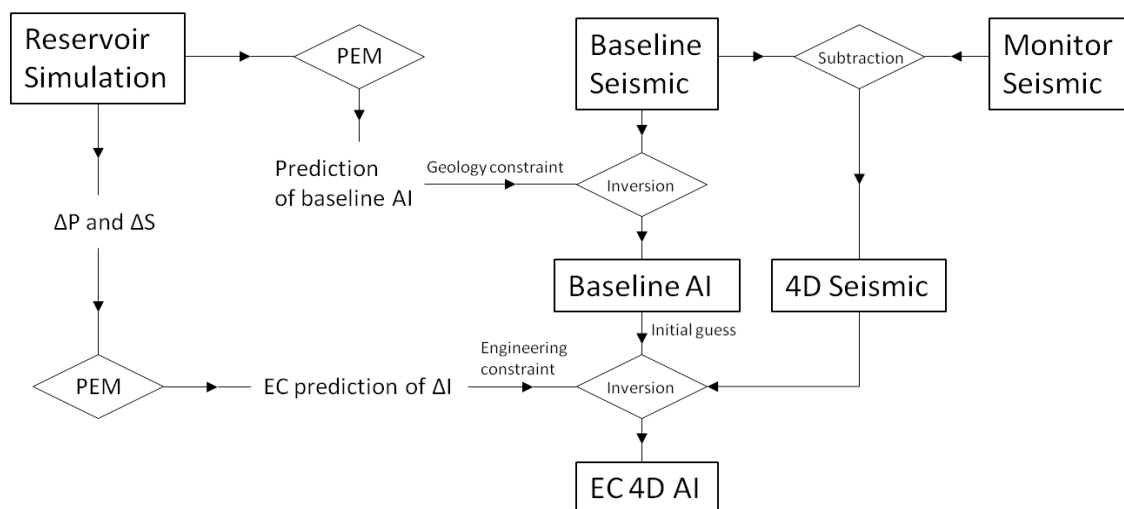 Reservoir
Simulation
PEM
Baseline
Seismic
Subtraction
Monitor
Seismic
Prediction
of baseline AI
Geology constraint
Inversion
ΔP and ΔS
Baseline AI
4D Seismic
Initial guess
PEM
EC prediction of ΔI
Engineering
constraint
Inversion
EC 4D AI